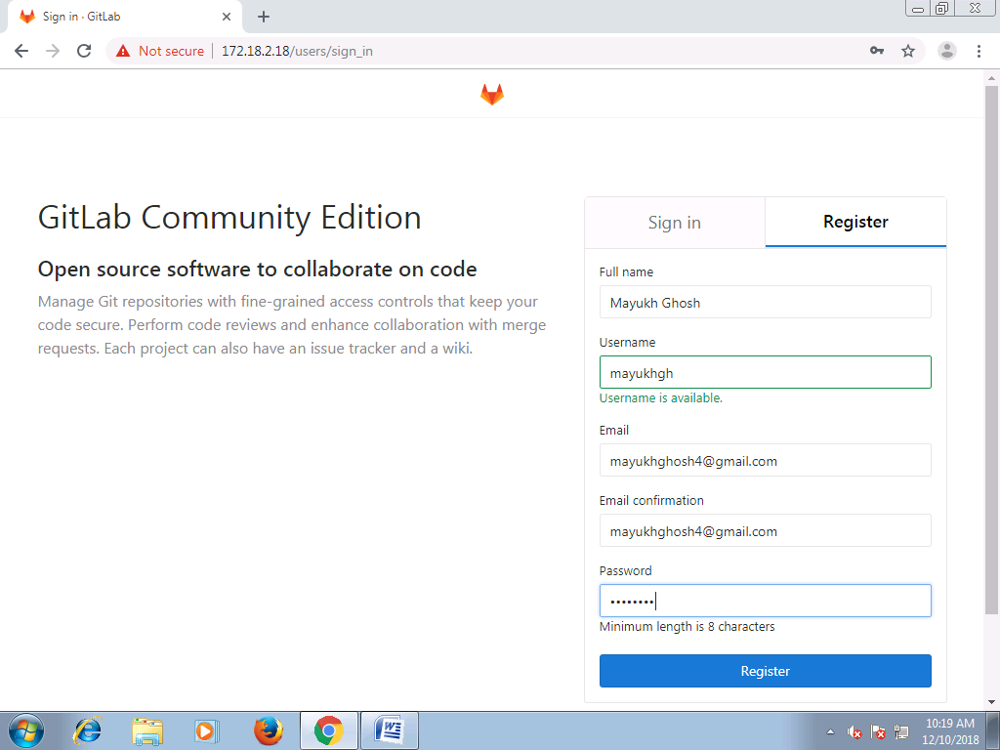 Sign in · GitLab
Not secure | 172.18.2.18/users/sign_in
GitLab Community Edition
Open source software to collaborate on code
Manage Git repositories with fine-grained access controls that keep your
code secure. Perform code reviews and enhance collaboration with merge
requests. Each project can also have an issue tracker and a wiki.
Sign in
Register
Full name
Mayukh Ghosh
Username
mayukhgh
Username is available.
Email
mayukhghosh4@gmail.com
Email confirmation
mayukhghosh4@gmail.com
Password
••••••••
Minimum length is 8 characters
Register
10:19 AM
12/10/2018